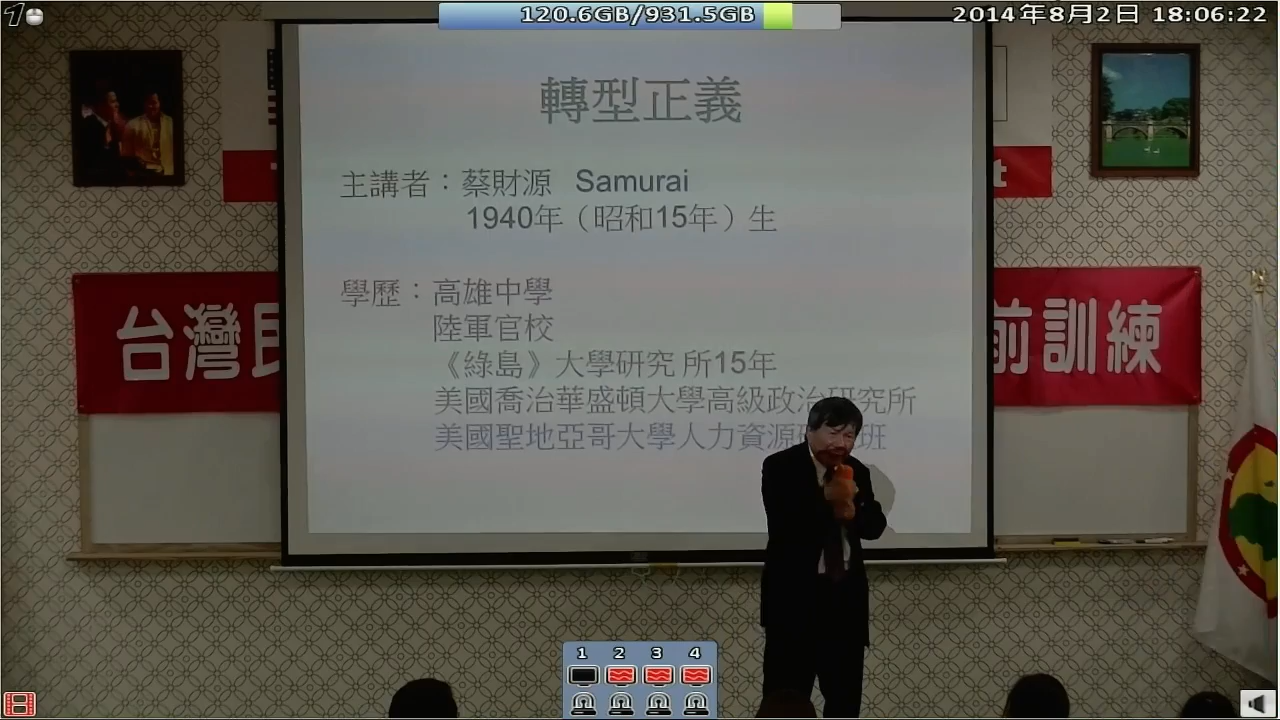 120.6GB/931.5GB
2014年8月2日 18:06:22
轉型正義
主講者：蔡財源 Samurai
1940年（昭和15年）生
學歷：高雄中學
陸軍官校
《綠島》大學研究 所15年
美國喬治華盛頓大學高級政治研究所
美國聖地亞哥大學人力資源 班
t
台灣民
前訓練
1 2 3 4